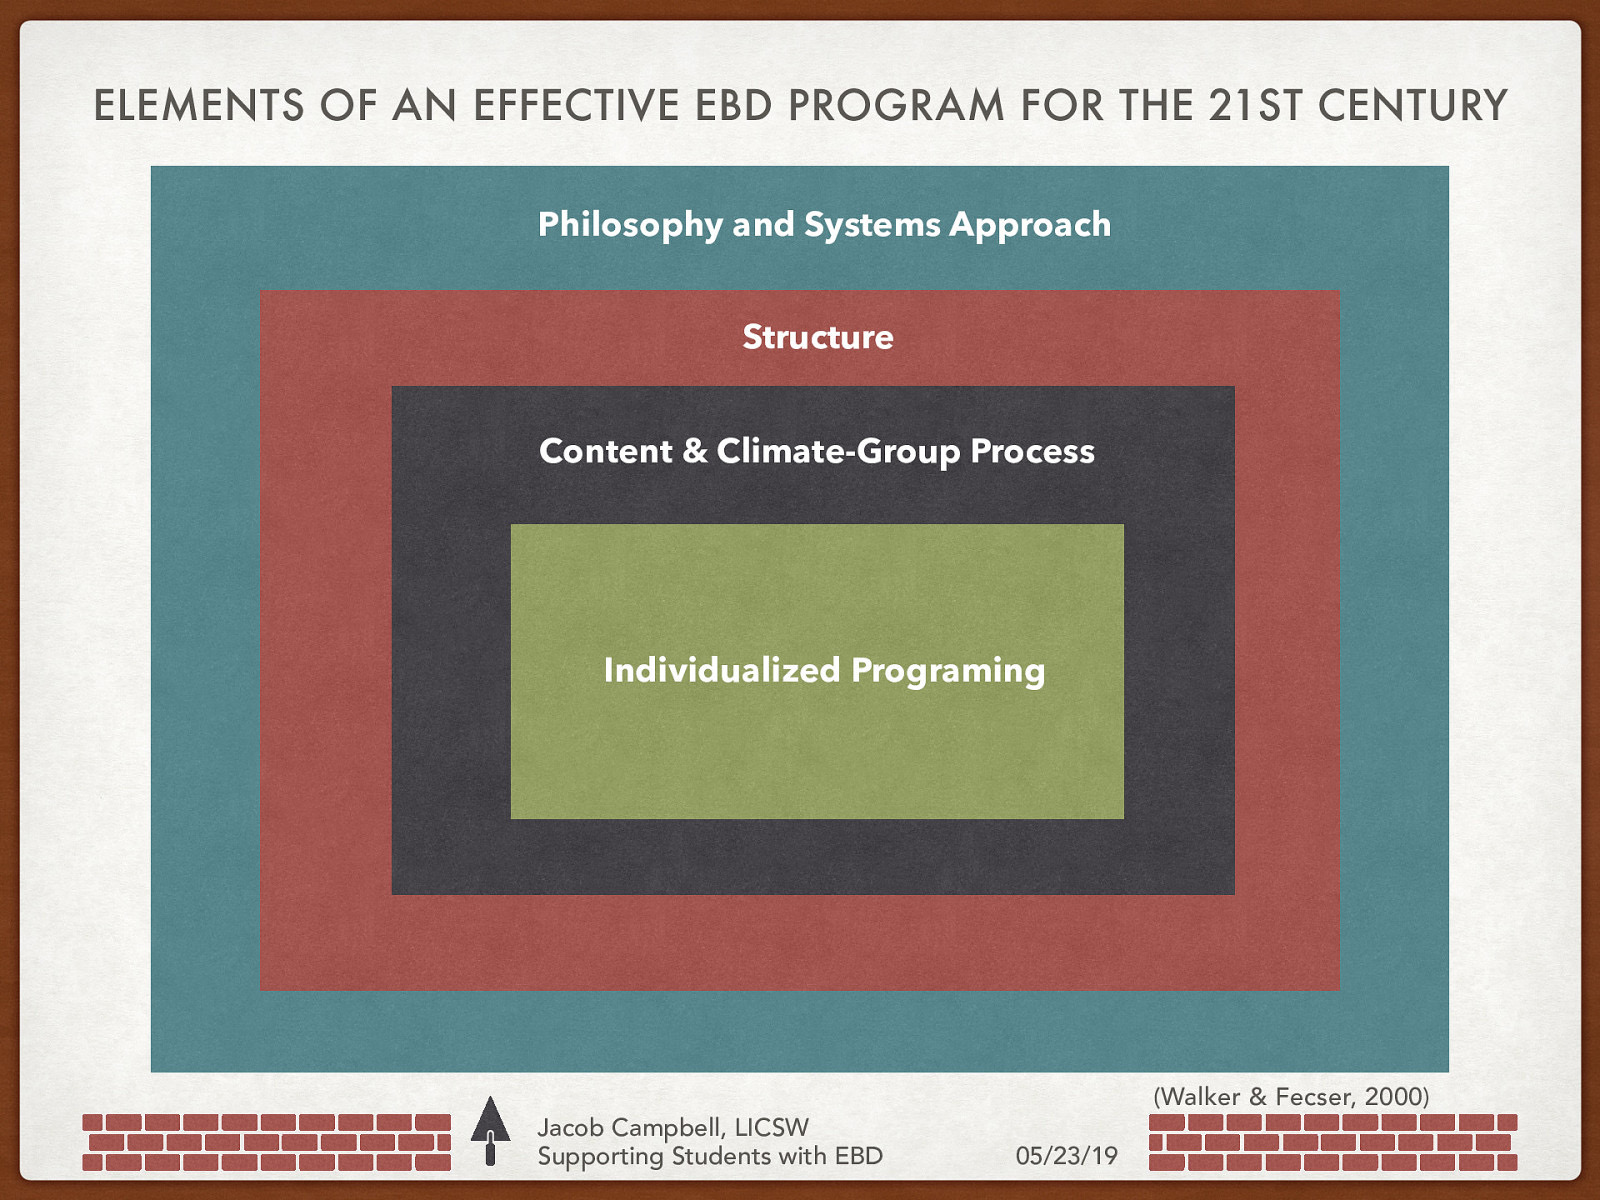 ELEMENTS OF AN EFFECTIVE EBD PROGRAM FOR THE 21ST CENTURY
Philosophy and Systems Approach
Structure
Content & Climate-Group Process
Individualized Programing
(Walker & Fecser, 2000)
Jacob Campbell, LICSW
Supporting Students with EBD
05/23/19